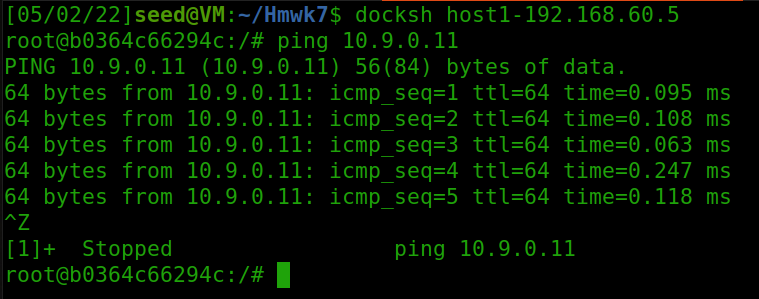 [05/02/22]seed@VM:~/Hmwk7$ docksh host1-192.168.60.5
root@b0364c66294c:/# ping 10.9.0.11
PING 10.9.0.11 (10.9.0.11) 56(84) bytes of data.
64 bytes from 10.9.0.11: icmp_seq=1 ttl=64 time=0.095 ms
64 bytes from 10.9.0.11: icmp_seq=2 ttl=64 time=0.108 ms
64 bytes from 10.9.0.11: icmp_seq=3 ttl=64 time=0.063 ms
64 bytes from 10.9.0.11: icmp_seq=4 ttl=64 time=0.247 ms
64 bytes from 10.9.0.11: icmp_seq=5 ttl=64 time=0.118 ms
^Z
[1]+  Stopped                 ping 10.9.0.11
root@b0364c66294c:/#